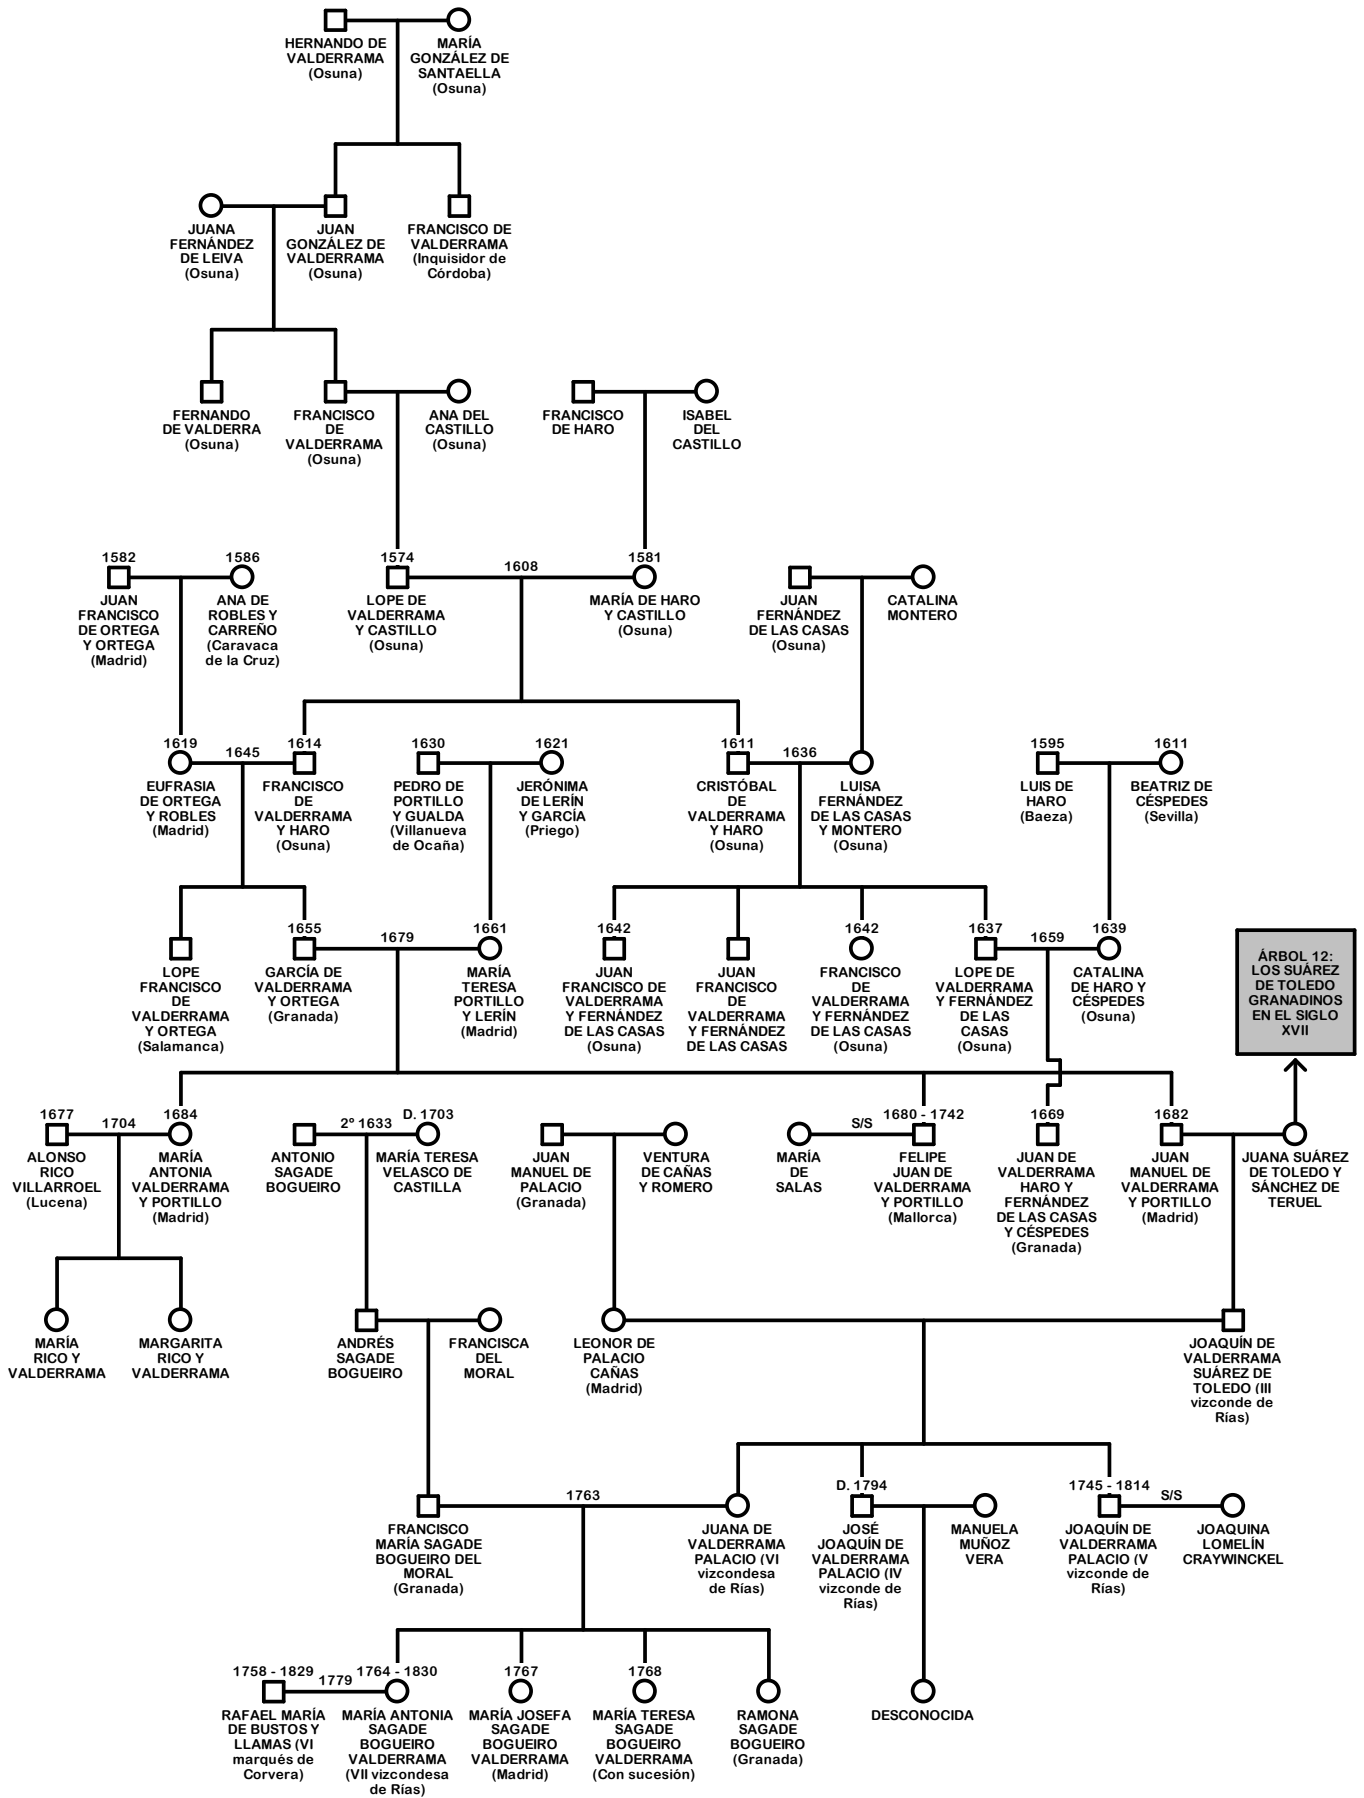 HERNANDO DE
VALDERRAMA
(Osuna)
MARÍA
GONZÁLEZ DE
SANTAELLA
(Osuna)
JUANA
FERNÁNDEZ
DE LEIVA
(Osuna)
JUAN
GONZÁLEZ DE
VALDERRAMA
(Osuna)
FRANCISCO DE
VALDERRAMA
(Inquisidor de
Córdoba)
FERNANDO
DE VALDERRA
(Osuna)
FRANCISCO
DE
VALDERRAMA
(Osuna)
ANA DEL
CASTILLO
(Osuna)
FRANCISCO
DE HARO
ISABEL
DEL
CASTILLO
1582
JUAN
FRANCISCO
DE ORTEGA
Y ORTEGA
(Madrid)
1586
ANA DE
ROBLES Y
CARREÑO
(Caravaca
de la Cruz)
1574
LOPE DE
VALDERRAMA
Y CASTILLO
(Osuna)
1608
1581
MARÍA DE HARO
Y CASTILLO
(Osuna)
JUAN
FERNÁNDEZ
DE LAS CASAS
(Osuna)
CATALINA
MONTERO
1619
EUFRASIA
DE ORTEGA
Y ROBLES
(Madrid)
1645
1614
FRANCISCO
DE
VALDERRAMA
Y HARO
(Osuna)
1630
PEDRO DE
PORTILLO
Y GUALDA
(Villanueva
de Ocaña)
1621
JERÓNIMA
DE LERÍN
Y GARCÍA
(Priego)
1611
CRISTÓBAL
DE
VALDERRAMA
Y HARO
(Osuna)
1636
LUISA
FERNÁNDEZ
DE LAS CASAS
Y MONTERO
(Osuna)
1595
LUIS DE
HARO
(Baeza)
1611
BEATRIZ DE
CÉSPEDES
(Sevilla)
LOPE
FRANCISCO
DE
VALDERRAMA
Y ORTEGA
(Salamanca)
1655
GARCÍA DE
VALDERRAMA
Y ORTEGA
(Granada)
1679
1661
MARÍA
TERESA
PORTILLO
Y LERÍN
(Madrid)
1642
JUAN
FRANCISCO DE
VALDERRAMA
Y FERNÁNDEZ
DE LAS CASAS
(Osuna)
JUAN
FRANCISCO
DE
VALDERRAMA
Y FERNÁNDEZ
DE LAS CASAS
1642
FRANCISCO
DE
VALDERRAMA
Y FERNÁNDEZ
DE LAS CASAS
(Osuna)
1637
LOPE DE
VALDERRAMA
Y FERNÁNDEZ
DE LAS
CASAS
(Osuna)
1659
1639
CATALINA
DE HARO Y
CÉSPEDES
(Osuna)
ÁRBOL 12:
LOS SUÁREZ
DE TOLEDO
GRANADINOS
EN EL SIGLO
XVII
1677
ALONSO
RICO
VILLARROEL
(Lucena)
1704
1684
MARÍA
ANTONIA
VALDERRAMA
Y PORTILLO
(Madrid)
ANTONIO
SAGADE
BOGUEIRO
2º 1633
D. 1703
MARÍA TERESA
VELASCO DE
CASTILLA
JUAN
MANUEL DE
PALACIO
(Granada)
VENTURA
DE CAÑAS
Y ROMERO
MARÍA
DE
SALAS
S/S
1680 - 1742
FELIPE
JUAN DE
VALDERRAMA
Y PORTILLO
(Mallorca)
1669
JUAN DE
VALDERRAMA
HARO Y
FERNÁNDEZ
DE LAS CASAS
Y CÉSPEDES
(Granada)
1682
JUAN
MANUEL DE
VALDERRAMA
Y PORTILLO
(Madrid)
JUANA SUÁREZ
DE TOLEDO Y
SÁNCHEZ DE
TERUEL
MARÍA
RICO Y
VALDERRAMA
MARGARITA
RICO Y
VALDERRAMA
ANDRÉS
SAGADE
BOGUEIRO
FRANCISCA
DEL
MORAL
LEONOR DE
PALACIO
CAÑAS
(Madrid)
JOAQUÍN DE
VALDERRAMA
SUÁREZ DE
TOLEDO (III
vizconde de
Rías)
FRANCISCO
MARÍA SAGADE
BOGUEIRO DEL
MORAL
(Granada)
1763
JUANA DE
VALDERRAMA
PALACIO (VI
vizcondesa
de Rías)
D. 1794
JOSÉ
JOAQUÍN DE
VALDERRAMA
PALACIO (IV
vizconde de
Rías)
MANUELA
MUÑOZ
VERA
1745 - 1814
JOAQUÍN DE
VALDERRAMA
PALACIO (V
vizconde de
Rías)
S/S
JOAQUINA
LOMELÍN
CRAYWINCKEL
1758 - 1829
RAFAEL MARÍA
DE BUSTOS Y
LLAMAS (VI
marqués de
Corvera)
1779
1764 - 1830
MARÍA ANTONIA
SAGADE
BOGUEIRO
VALDERRAMA
(VII vizcondesa
de Rías)
1767
MARÍA JOSEFA
SAGADE
BOGUEIRO
VALDERRAMA
(Madrid)
1768
MARÍA TERESA
SAGADE
BOGUEIRO
VALDERRAMA
(Con sucesión)
RAMONA
SAGADE
BOGUEIRO
(Granada)
DESCONOCIDA